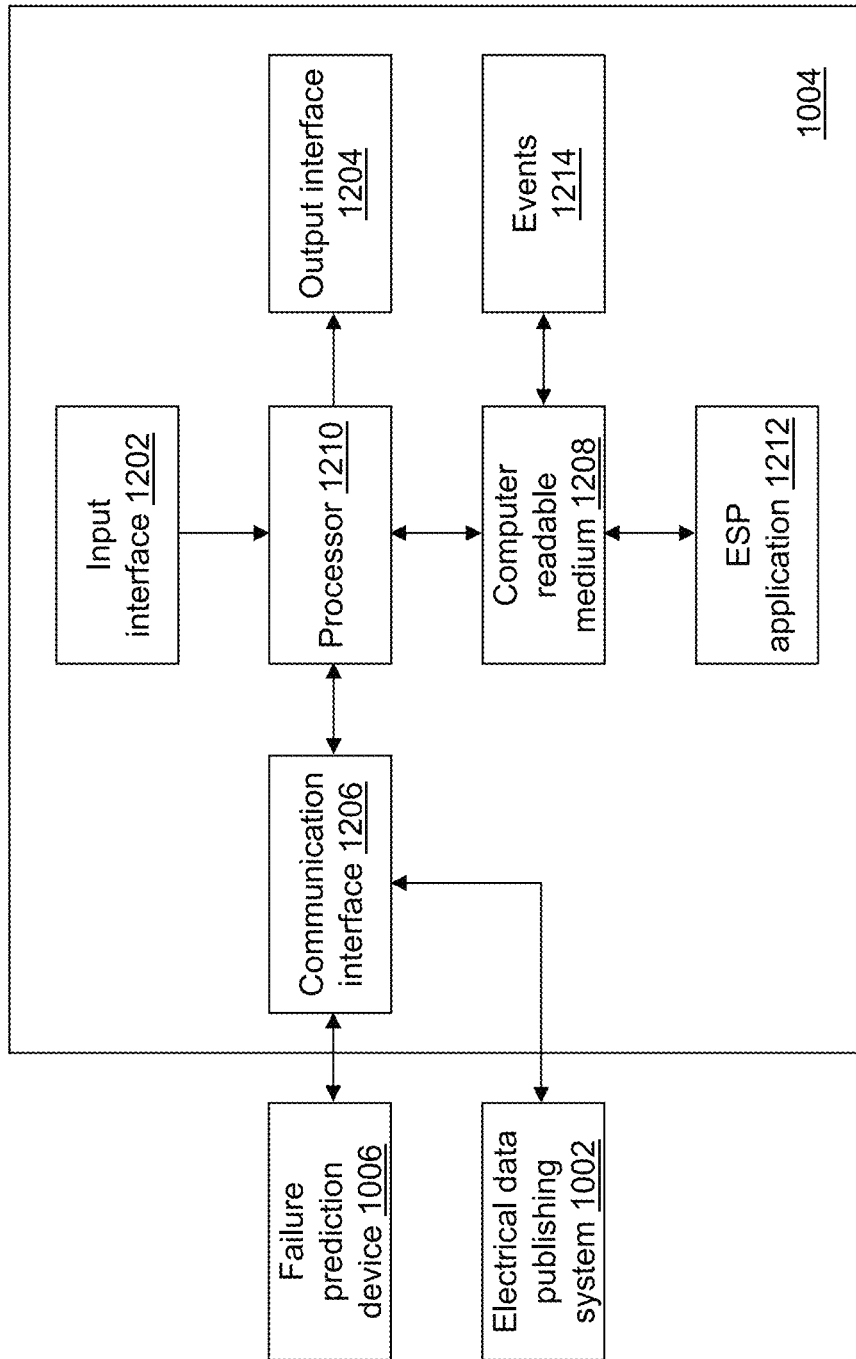 Input
interface 1202
Output interface
1204
Processor 1210
Communication
interface 1206
Failure
prediction
device 1006
Electrical data
publishing
system 1002
Computer
readable
medium 1208
Events
1214
ESP
application 1212
1004